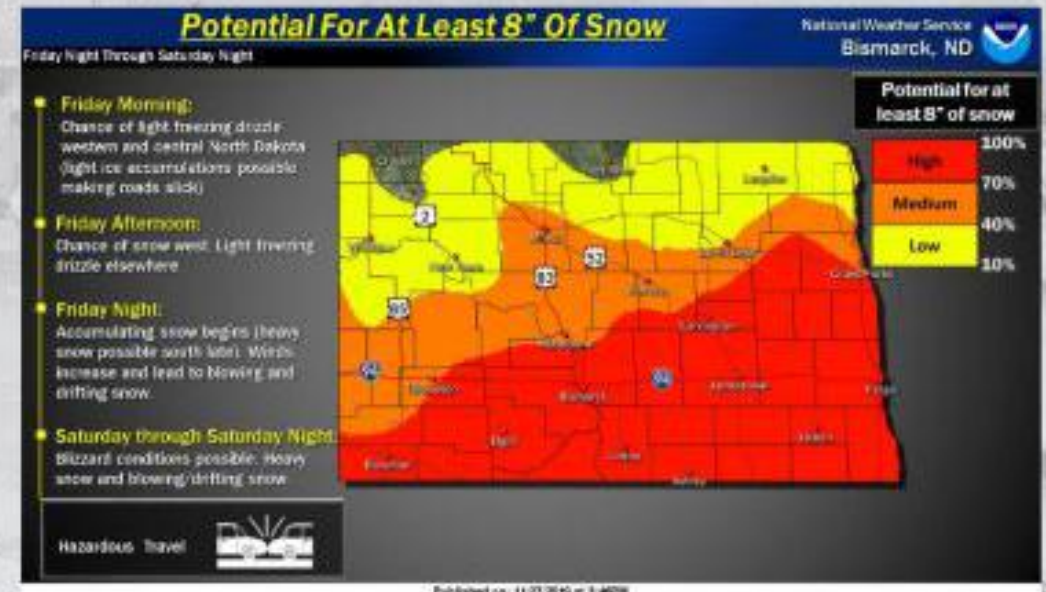 Potential For At Least 8" Of Snow
Friday Night Through Saturday Night
National Weather Service
Bismarck, ND
Friday Morning:
Chance of light freezing drizzle
western and central North Dakota
(light ice accumulations possible
making roads slick)
Friday Afternoon:
Chance of snow west. Light freezing
drizzle elsewhere
Friday Night:
Accumulating snow begins (heavy
snow possible south late). Winds
increase and lead to blowing and
drifting snow.
Saturday through Saturday Night:
Blizzard conditions possible. Heavy
snow and blowing/drifting snow
Hazardous Travel
Potential for at
least 8" of snow
100%
High
70%
Medium
40%
Low
10%
2
52
83
85
94
94
Grand Forks
Carrington
Bismarck
Jamestown
Fargo
Bowman